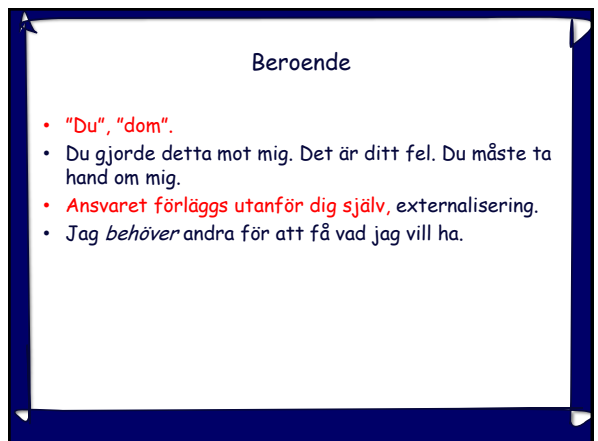 Beroende
• "Du", "dom".
• Du gjorde detta mot mig. Det är ditt fel. Du måste ta
hand om mig.
• Ansvaret förläggs utanför dig själv, externalisering.
• Jag behöver andra för att få vad jag vill ha.